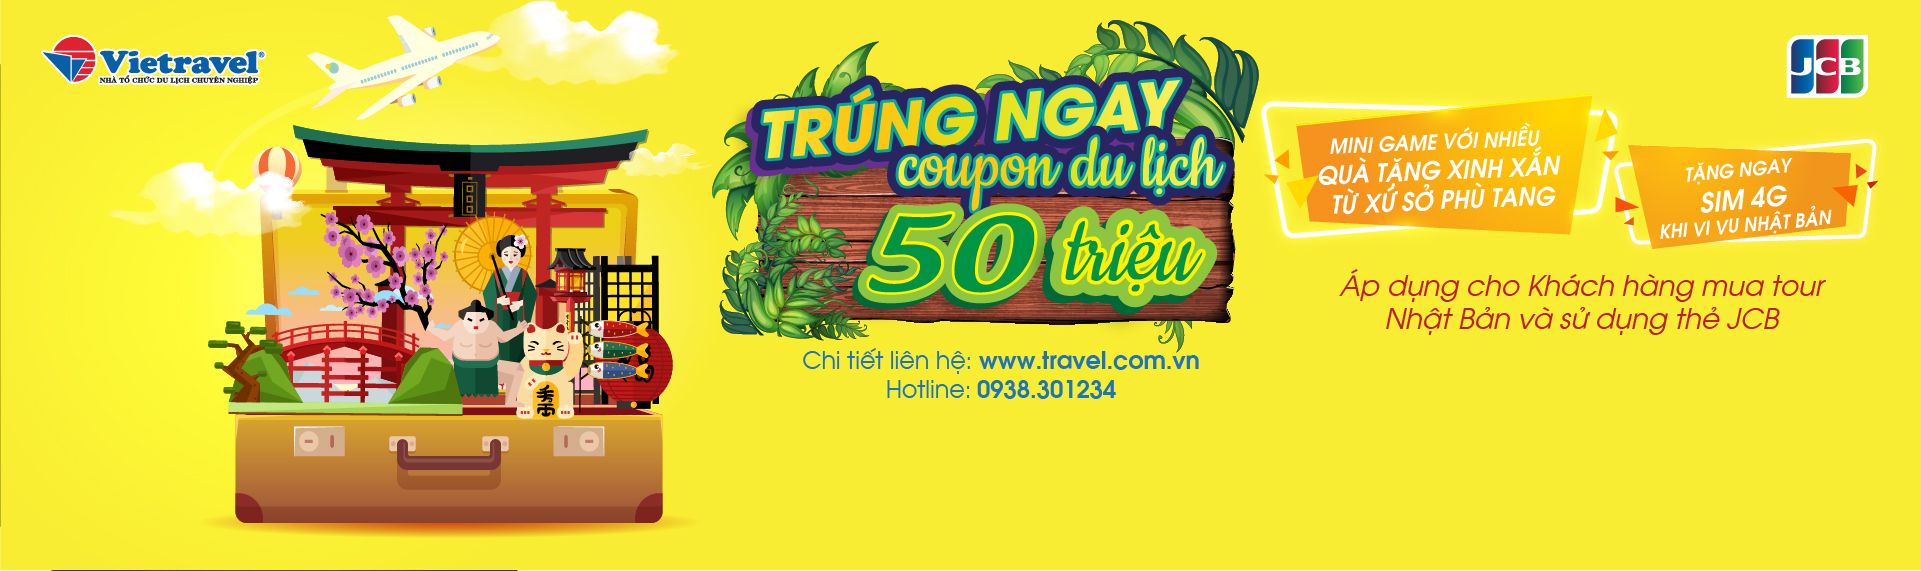 Vietravel®
NHÀ TỔ CHỨC DU LỊCH CHUYÊN NGHIỆP
TRÚNG NGAY
coupon du lịch
50 triệu
Chi tiết liên hệ: www.travel.com.vn
Hotline: 0938.301234
JCB
MINI GAME VỚI NHIỀU
QUÀ TẶNG XINH XẮN
TỪ XỨ SỞ PHÙ TANG
TẶNG NGAY
SIM 4G
KHI VI VU NHẬT BẢN
Áp dụng cho Khách hàng mua tour
Nhật Bản và sử dụng thẻ JCB